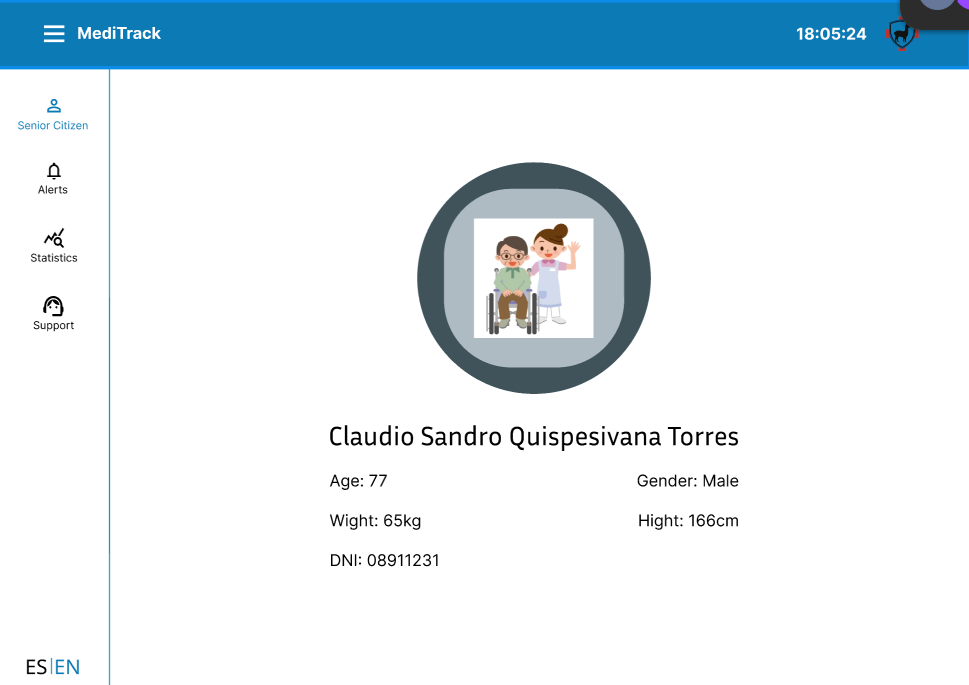 MediTrack
18:05:24
Senior Citizen
Alerts
Statistics
Support
Claudio Sandro Quispesivana Torres
Age: 77
Gender: Male
Wight: 65kg
Hight: 166cm
DNI: 08911231
ES|EN